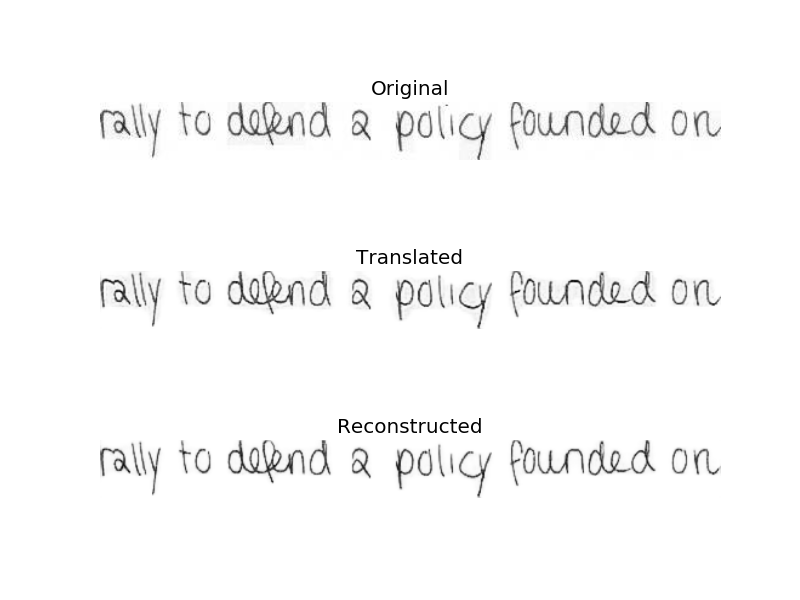 Original
rally to defend a policy founded on
Translated
rally to defend a policy founded on
Reconstructed
rally to defend a policy founded on